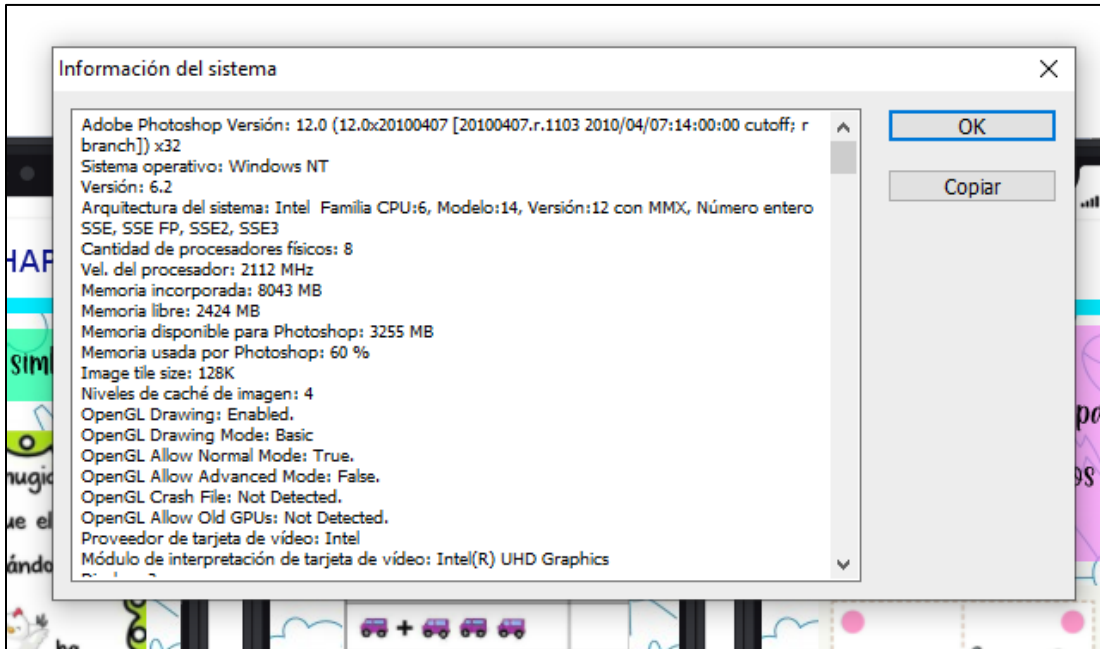 Información del sistema
Adobe Photoshop Versión: 12.0 (12.0x20100407 [20100407.r.1103 2010/04/07:14:00:00 cutoff; r
branch]) x32
Sistema operativo: Windows NT
Versión: 6.2
Arquitectura del sistema: Intel  Familia CPU:6, Modelo:14, Versión:12 con MMX, Número entero
SSE, SSE FP, SSE2, SSE3
Cantidad de procesadores físicos: 8
Vel. del procesador: 2112 MHz
Memoria incorporada: 8043 MB
Memoria libre: 2424 MB
Memoria disponible para Photoshop: 3255 MB
Memoria usada por Photoshop: 60 %
Image tile size: 128K
Niveles de caché de imagen: 4
OpenGL Drawing: Enabled.
OpenGL Drawing Mode: Basic
OpenGL Allow Normal Mode: True.
OpenGL Allow Advanced Mode: False.
OpenGL Crash File: Not Detected.
OpenGL Allow Old GPUs: Not Detected.
Proveedor de tarjeta de vídeo: Intel
Módulo de interpretación de tarjeta de vídeo: Intel(R) UHD Graphics
OK
Copiar